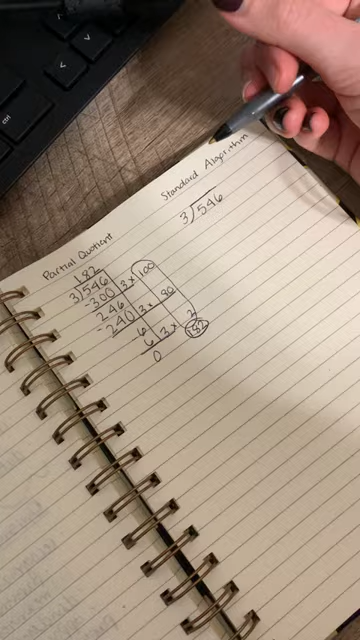 Partial Quotient
182
3)546
-300 3 x 100
246
-240 3 x 80
6
6 3 x 2
0 182
Standard Algorithm
3)546
ctrl